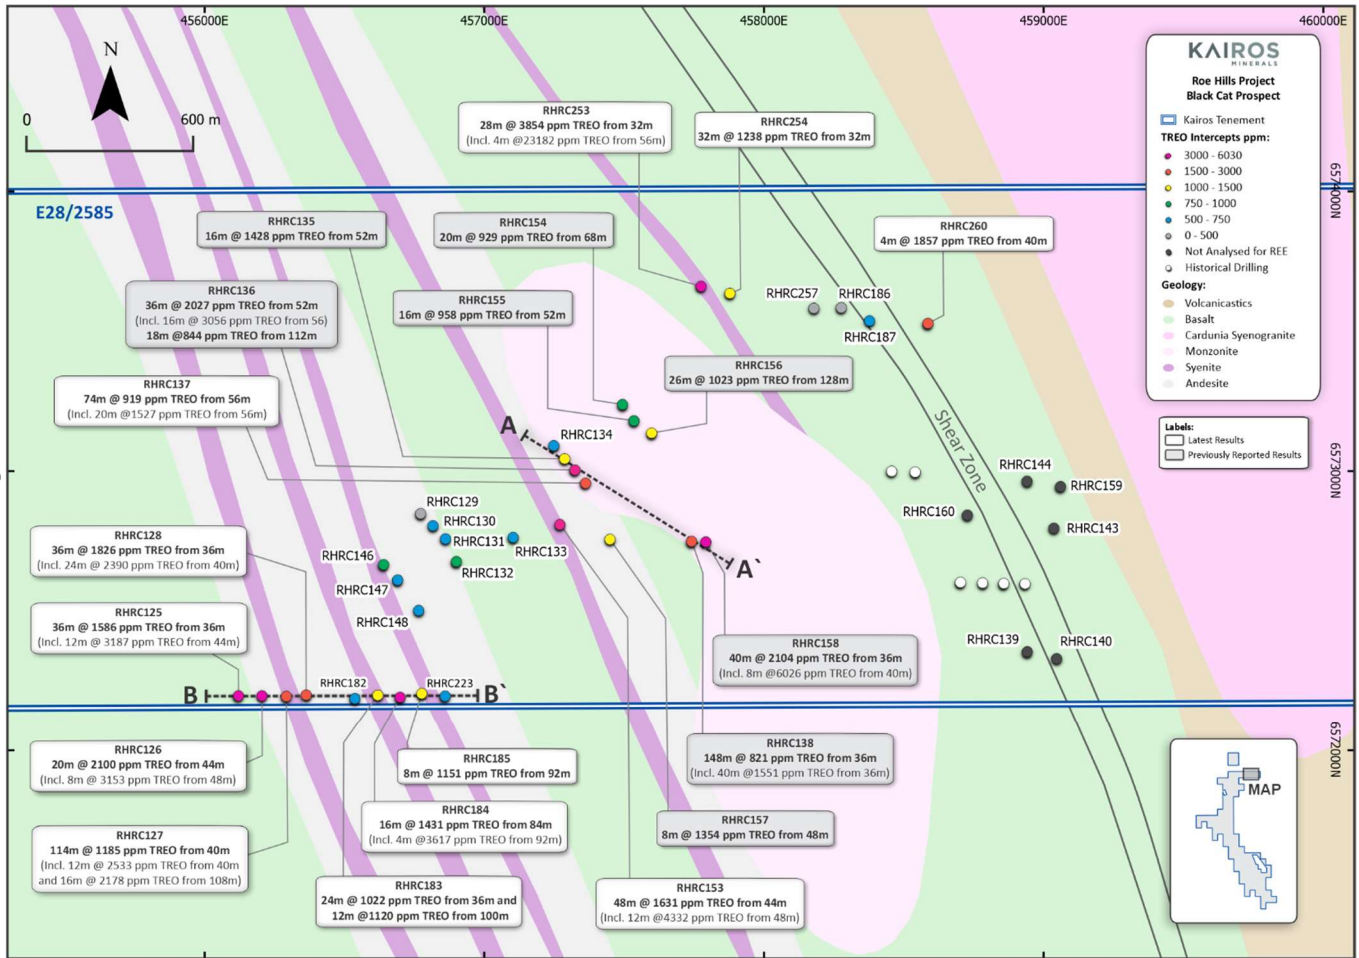 456000E
457000E
458000E
459000E
460000E
N
0
600 m
KAIROS
MINERALS
Roe Hills Project
Black Cat Prospect
Kairos Tenement
TREO Intercepts ppm:
3000 - 6030
1500 - 3000
1000 - 1500
750 - 1000
500 - 750
0 - 500
Not Analysed for REE
Historical Drilling
Geology:
Volcanicastics
Basalt
Cardunia Syenogranite
Monzonite
Syenite
Andesite
Labels:
Latest Results
Previously Reported Results
6574000N
6573000N
6572000N
E28/2585
RHRC253
28m @ 3854 ppm TREO from 32m
(Incl. 4m @23182 ppm TREO from 56m)
RHRC254
32m @ 1238 ppm TREO from 32m
RHRC135
16m @ 1428 ppm TREO from 52m
RHRC154
20m @ 929 ppm TREO from 68m
RHRC260
4m @ 1857 ppm TREO from 40m
RHRC136
36m @ 2027 ppm TREO from 52m
(Incl. 16m @ 3056 ppm TREO from 56)
18m @844 ppm TREO from 112m
RHRC155
16m @ 958 ppm TREO from 52m
RHRC257
RHRC186
RHRC187
RHRC156
26m @ 1023 ppm TREO from 128m
RHRC137
74m @ 919 ppm TREO from 56m
(Incl. 20m @1527 ppm TREO from 56m)
A
RHRC134
Shear Zone
RHRC144
RHRC159
RHRC160
RHRC143
RHRC129
RHRC130
RHRC131
RHRC133
RHRC132
RHRC146
RHRC147
RHRC148
A`
RHRC128
36m @ 1826 ppm TREO from 36m
(Incl. 24m @ 2390 ppm TREO from 40m)
RHRC125
36m @ 1586 ppm TREO from 36m
(Incl. 12m @ 3187 ppm TREO from 44m)
RHRC139
RHRC140
RHRC158
40m @ 2104 ppm TREO from 36m
(Incl. 8m @6026 ppm TREO from 40m)
B
RHRC182
RHRC223
B`
RHRC126
20m @ 2100 ppm TREO from 44m
(Incl. 8m @ 3153 ppm TREO from 48m)
RHRC185
8m @ 1151 ppm TREO from 92m
RHRC138
148m @ 821 ppm TREO from 36m
(Incl. 40m @1551 ppm TREO from 36m)
RHRC184
16m @ 1431 ppm TREO from 84m
(Incl. 4m @3617 ppm TREO from 92m)
RHRC157
8m @ 1354 ppm TREO from 48m
RHRC127
114m @ 1185 ppm TREO from 40m
(Incl. 12m @ 2533 ppm TREO from 40m
and 16m @ 2178 ppm TREO from 108m)
RHRC183
24m @ 1022 ppm TREO from 36m and
12m @1120 ppm TREO from 100m
RHRC153
48m @ 1631 ppm TREO from 44m
(Incl. 12m @4332 ppm TREO from 48m)
MAP